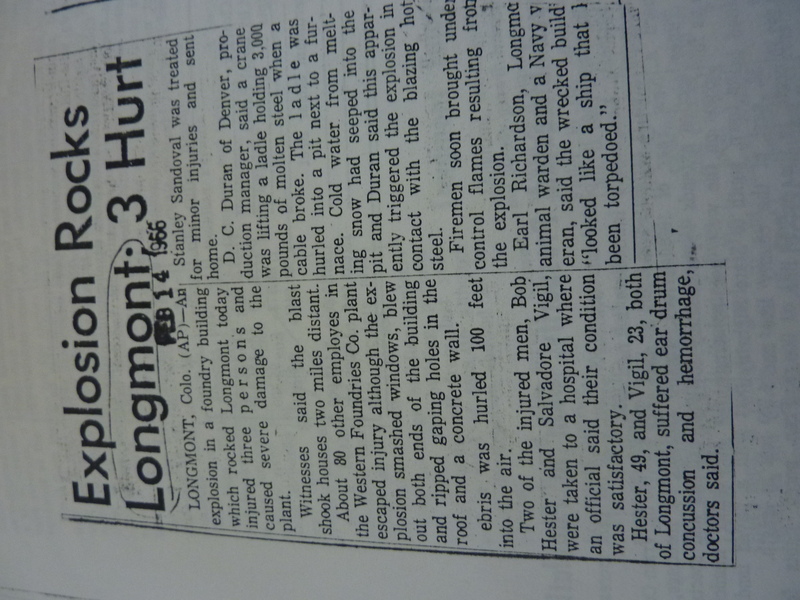 Explosion Rocks
Longmont; 3 Hurt
FEB 14 1966
LONGMONT, Colo. (AP)—An
explosion in a foundry building
which rocked Longmont today
injured three persons and
caused severe damage to the
plant.
Witnesses said the blast
shook houses two miles distant.
About 80 other employes in
the Western Foundries Co. plant
escaped injury although the ex-
plosion smashed windows, blew
out both ends of the building
and ripped gaping holes in the
roof and a concrete wall.
ebris was hurled 100 feet
into the air.
Two of the injured men, Bob
Hester and Salvadore Vigil,
were taken to a hospital where
an official said their condition
was satisfactory.
Hester, 49, and Vigil, 23, both
of Longmont, suffered ear drum
concussion and hemorrhage,
doctors said.
Stanley Sandoval was treated
for minor injuries and sent
home.
D. C. Duran of Denver, pro-
duction manager, said a crane
was lifting a ladle holding 3,000
pounds of molten steel when a
cable broke. The ladle was
hurled into a pit next to a fur-
nace. Cold water from melt-
ing snow had seeped into the
pit and Duran said this appar-
ently triggered the explosion in
contact with the blazing hot
steel.
Firemen soon brought unde
control flames resulting fro
the explosion.
Earl Richardson, Longmo
animal warden and a Navy v
eran, said the wrecked build
"looked like a ship that
been torpedoed."